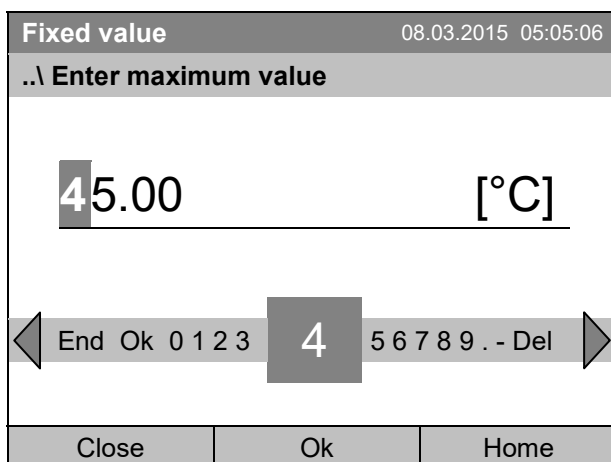 Fixed value 08.03.2015 05:05:06
..\ Enter maximum value
45.00 [°C]
End Ok 0 1 2 3 4 5 6 7 8 9 . - Del
Close Ok Home